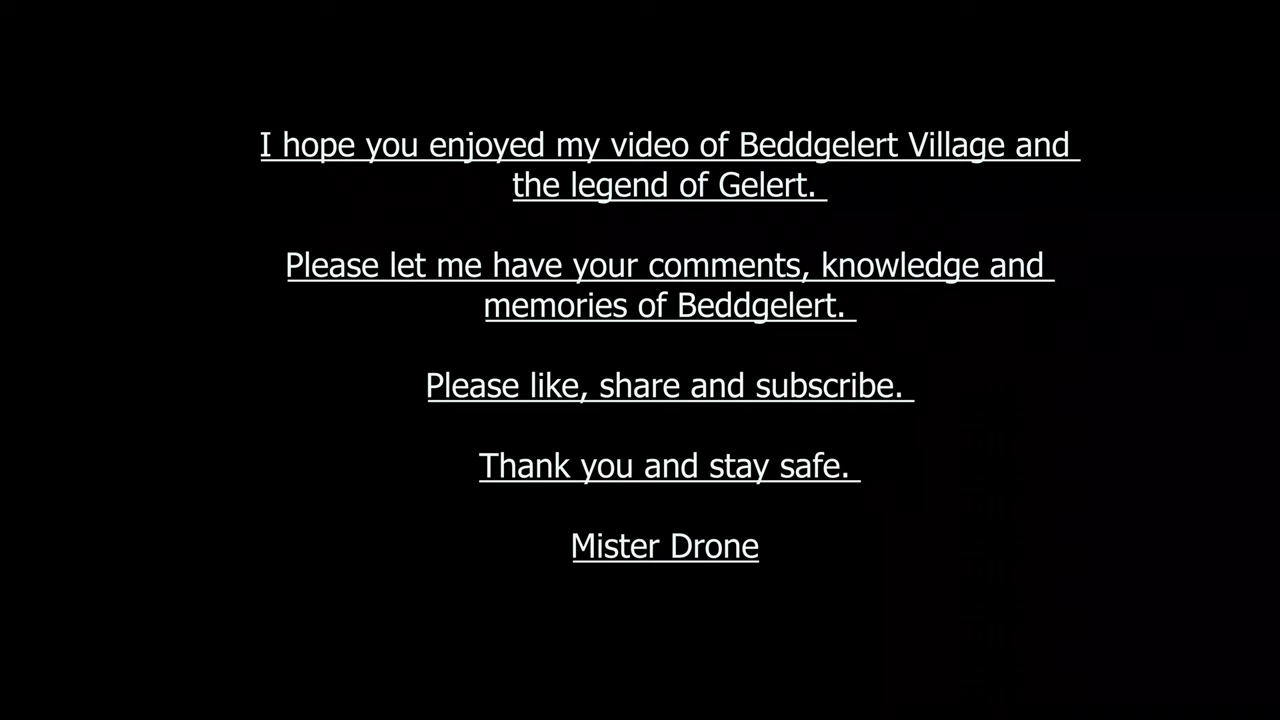 I hope you enjoyed my video of Beddgelert Village and
the legend of Gelert.
Please let me have your comments, knowledge and
memories of Beddgelert.
Please like, share and subscribe.
Thank you and stay safe.
Mister Drone